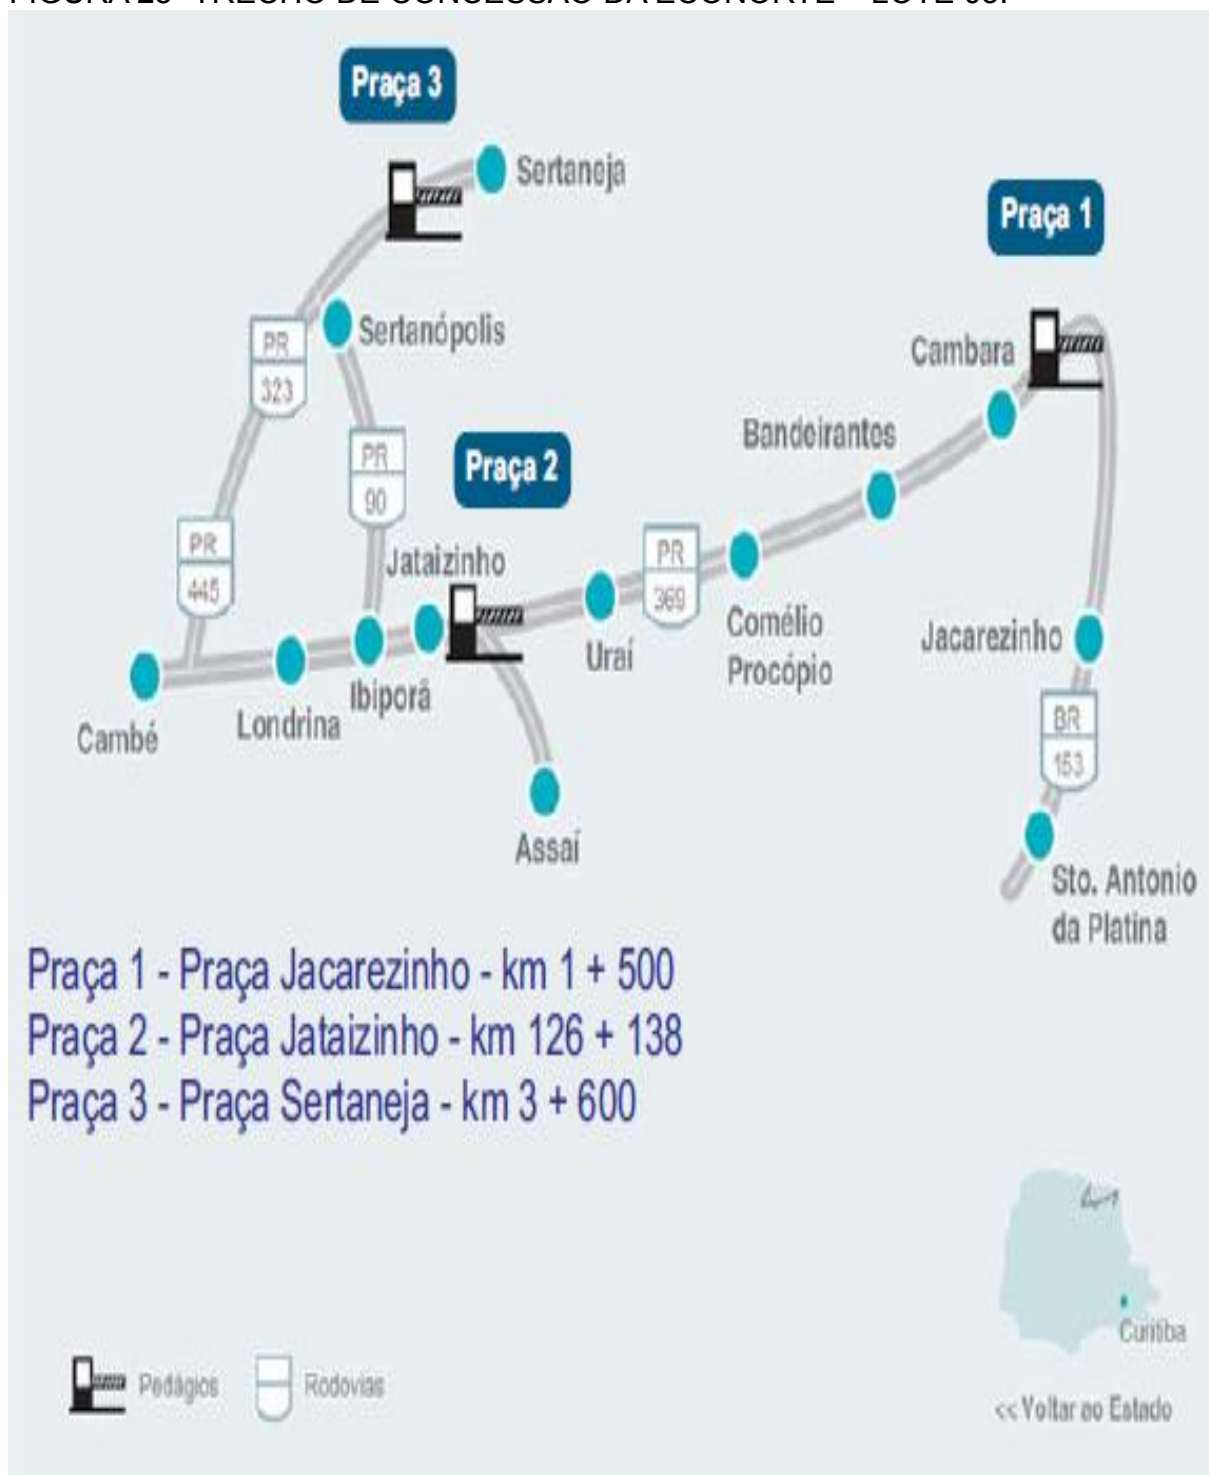 Praça 3
Sertaneja
Praça 1
PR
323
Sertanópolis
Cambara
Bandeirantes
PR
90
Praça 2
PR
445
Jataizinho
PR
369
Uraí
Comélio
Procópio
Jacarezinho
Ibiporã
Londrina
Cambé
BR
153
Assaí
Sto. Antonio
da Platina
Praça 1 - Praça Jacarezinho - km 1 + 500
Praça 2 - Praça Jataizinho - km 126 + 138
Praça 3 - Praça Sertaneja - km 3 + 600
Curitiba
Pedágios
Rodovias
<< Voltar ao Estado